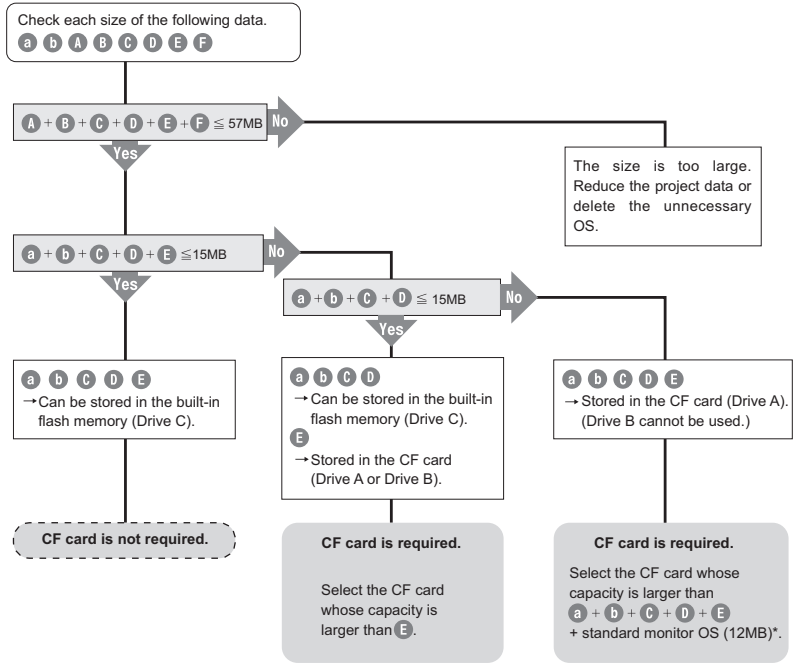 Check each size of the following data.
a b A B C D E F
A + B + C + D + E + F ≦ 57MB
No
Yes
The size is too large.
Reduce the project data or
delete the unnecessary
OS.
a + b + C + D + E ≦15MB
No
Yes
a + b + C + D ≦ 15MB
No
Yes
a b C D E
→Can be stored in the built-in
flash memory (Drive C).
a b C D
→Can be stored in the built-in
flash memory (Drive C).
E
→Stored in the CF card
(Drive A or Drive B).
a b C D E
→Stored in the CF card (Drive A).
(Drive B cannot be used.)
CF card is not required.
CF card is required.
Select the CF card
whose capacity is
larger than E.
CF card is required.
Select the CF card whose
capacity is larger than
a + b + C + D + E
+ standard monitor OS (12MB)*.